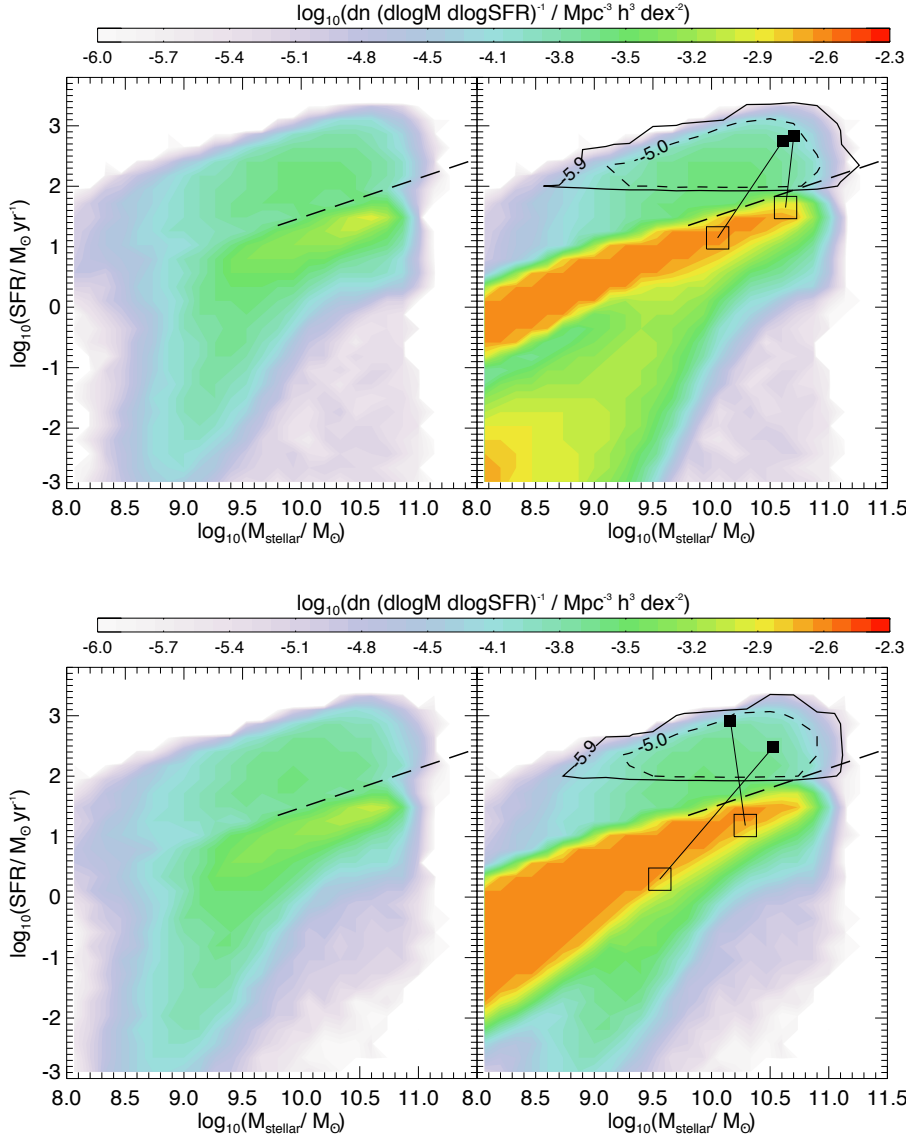 log₁₀(dn (dlogM dlogSFR)⁻¹ / Mpc⁻³ h³ dex⁻²)
-6.0 -5.7 -5.4 -5.1 -4.8 -4.5 -4.1 -3.8 -3.5 -3.2 -2.9 -2.6 -2.3
3
2
1
0
-1
-2
-3
log₁₀(SFR/ M☉ yr⁻¹)
-5.9
-5.0
8.0 8.5 9.0 9.5 10.0 10.5 11.0 8.5 9.0 9.5 10.0 10.5 11.0 11.5
log₁₀(Mstellar/ M☉) log₁₀(Mstellar/ M☉)
log₁₀(dn (dlogM dlogSFR)⁻¹ / Mpc⁻³ h³ dex⁻²)
-6.0 -5.7 -5.4 -5.1 -4.8 -4.5 -4.1 -3.8 -3.5 -3.2 -2.9 -2.6 -2.3
3
2
1
0
-1
-2
-3
log₁₀(SFR/ M☉ yr⁻¹)
-5.9
-5.0
8.0 8.5 9.0 9.5 10.0 10.5 11.0 8.5 9.0 9.5 10.0 10.5 11.0 11.5
log₁₀(Mstellar/ M☉) log₁₀(Mstellar/ M☉)